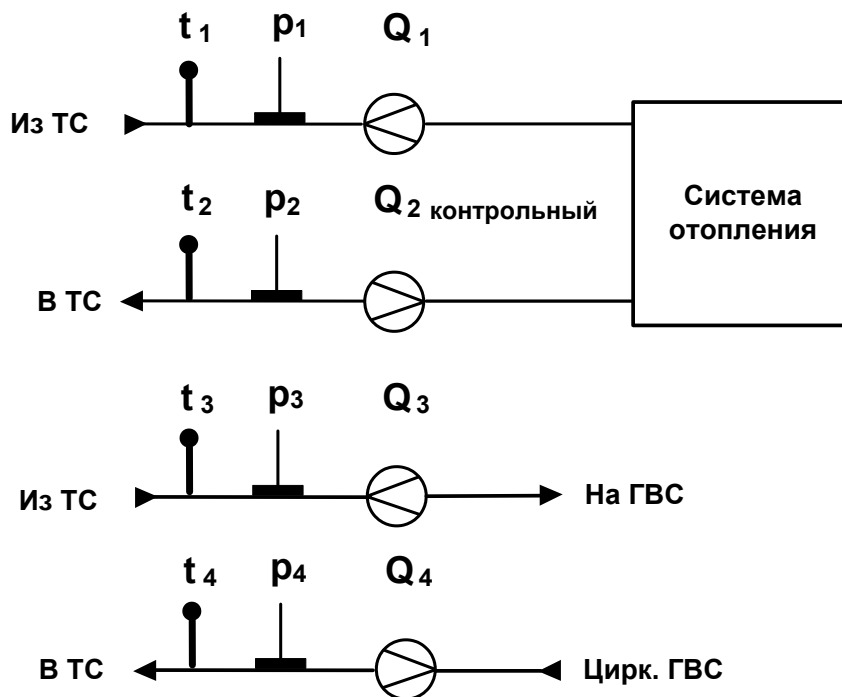 t 1 p1 Q 1
Из ТС
Система
отопления
t 2 p2 Q 2 контрольный
В ТС
t 3 p3 Q 3
Из ТС На ГВС
t 4 p4 Q 4
В ТС Цирк. ГВС